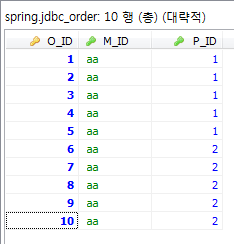 spring.jdbc_order: 10 행 (총) (대략적)
O_ID M_ID P_ID
1 aa 1
2 aa 1
3 aa 1
4 aa 1
5 aa 1
6 aa 2
7 aa 2
8 aa 2
9 aa 2
10 aa 2